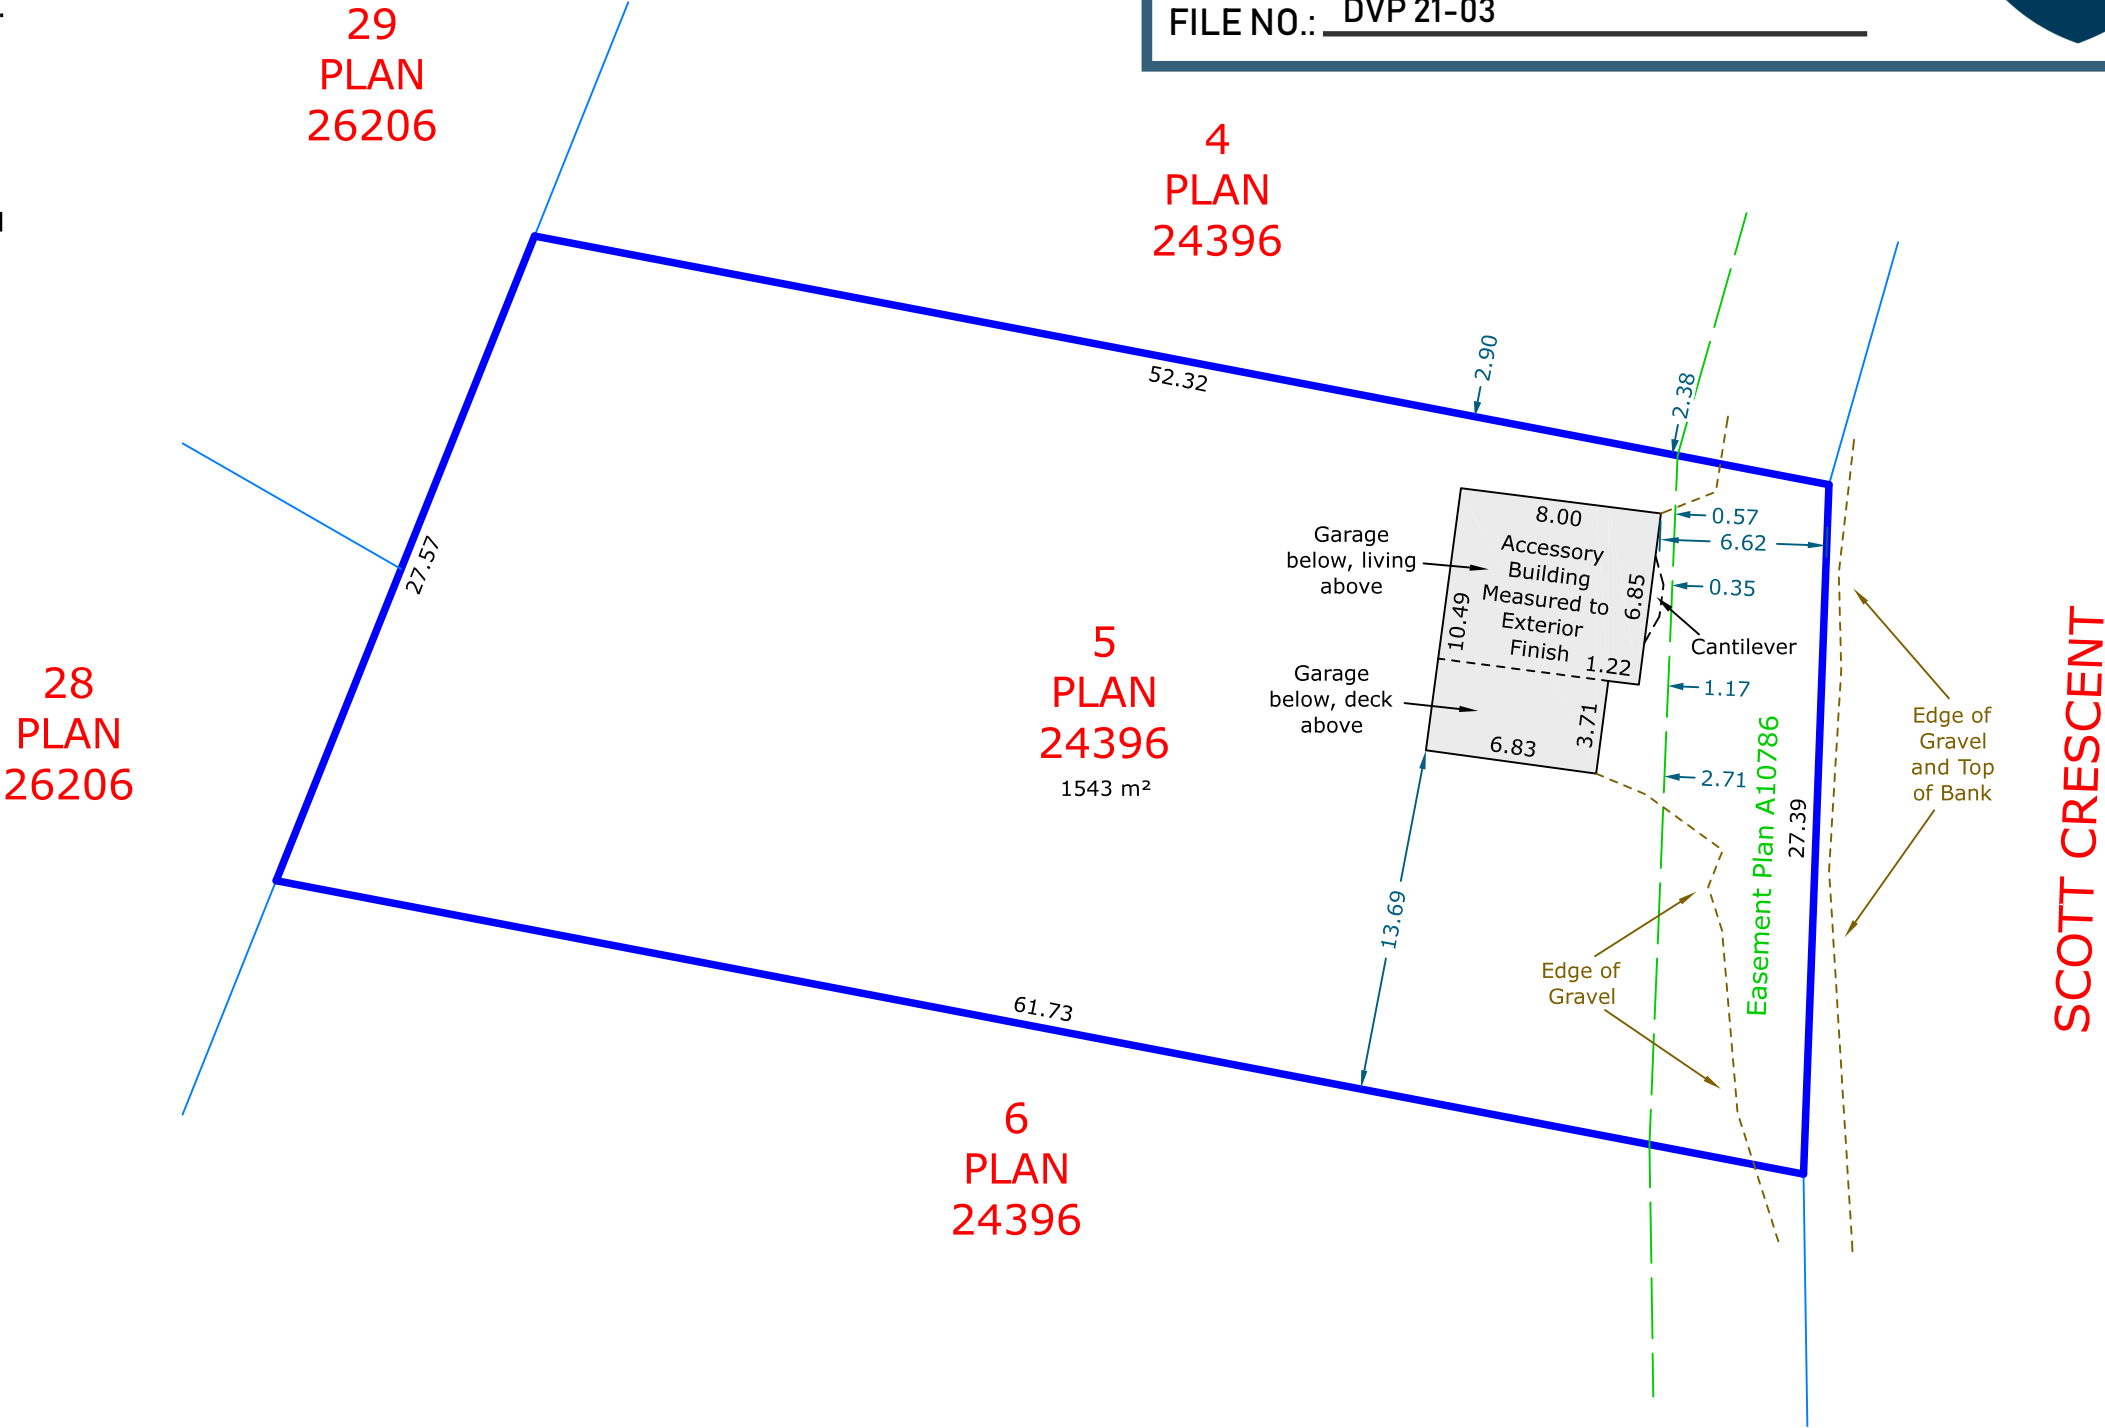 FILE NO.: DVP 21-03
29
PLAN
26206
4
PLAN
24396
2.90
2.38
52.32
27.57
8.00
Accessory
Building
Measured to
Exterior
Finish
Garage
below, living
above
10.49
6.85
1.22
0.57
6.62
0.35
Cantilever
1.17
Garage
below, deck
above
3.71
6.83
2.71
5
PLAN
24396
1543 m²
28
PLAN
26206
Easement Plan A10786
27.39
Edge of
Gravel
and Top
of Bank
SCOTT CRESCENT
13.69
Edge of
Gravel
61.73
6
PLAN
24396